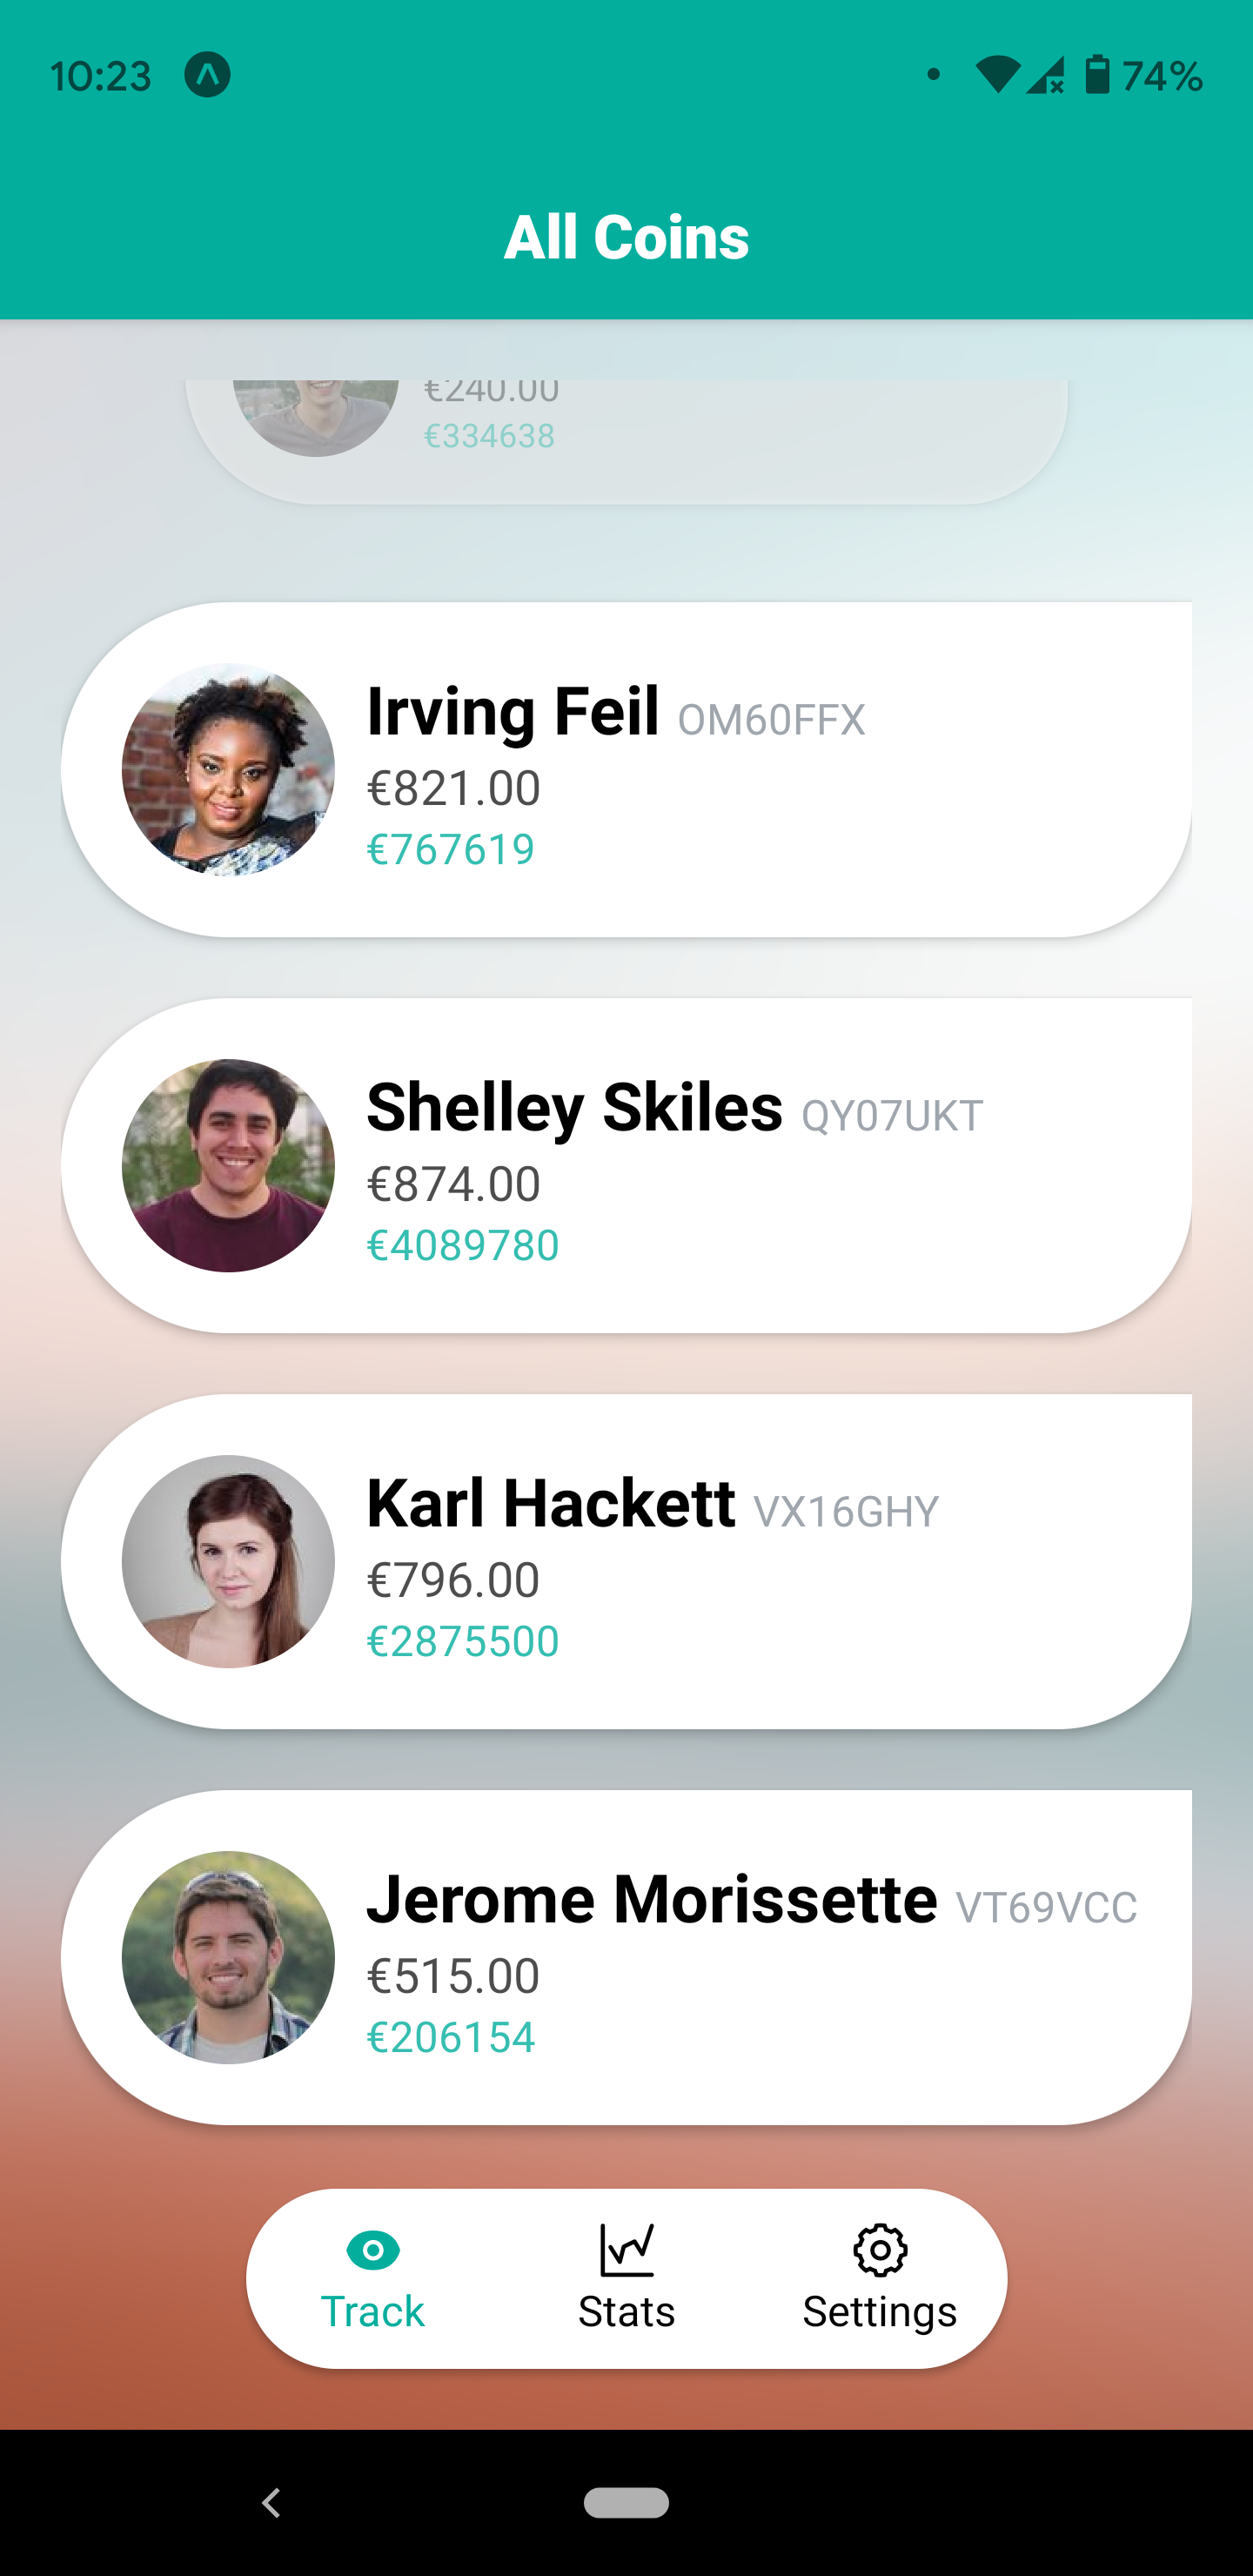 10:23 74%
All Coins
€240.00
€334638
Irving Feil OM60FFX
€821.00
€767619
Shelley Skiles QY07UKT
€874.00
€4089780
Karl Hackett VX16GHY
€796.00
€2875500
Jerome Morissette VT69VCC
€515.00
€206154
Track Stats Settings